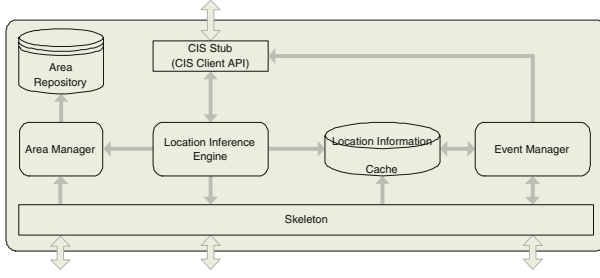 CIS Stub
(CIS Client API)
Area
Repository
Area Manager
Location Inference
Engine
Location Information
Cache
Event Manager
Skeleton